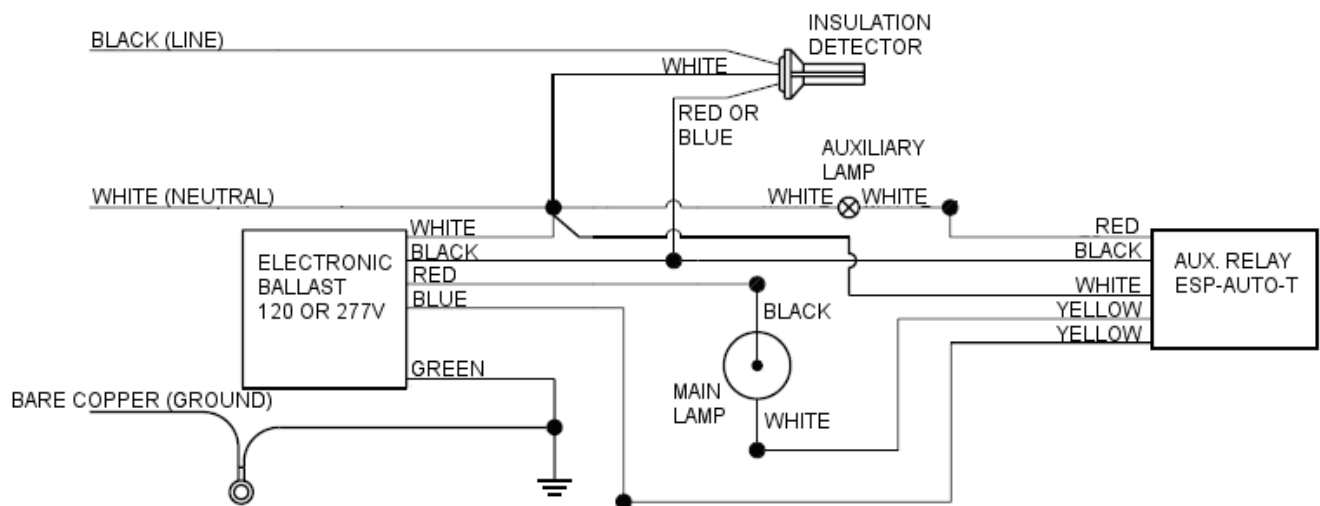 INSULATION
DETECTOR
BLACK (LINE)
WHITE
RED OR
BLUE
AUXILIARY
LAMP
WHITE (NEUTRAL)
WHITE
WHITE
WHITE
RED
BLACK
BLACK
ELECTRONIC
BALLAST
120 OR 277V
AUX. RELAY
ESP-AUTO-T
RED
WHITE
BLUE
BLACK
YELLOW
YELLOW
GREEN
MAIN
LAMP
BARE COPPER (GROUND)
WHITE